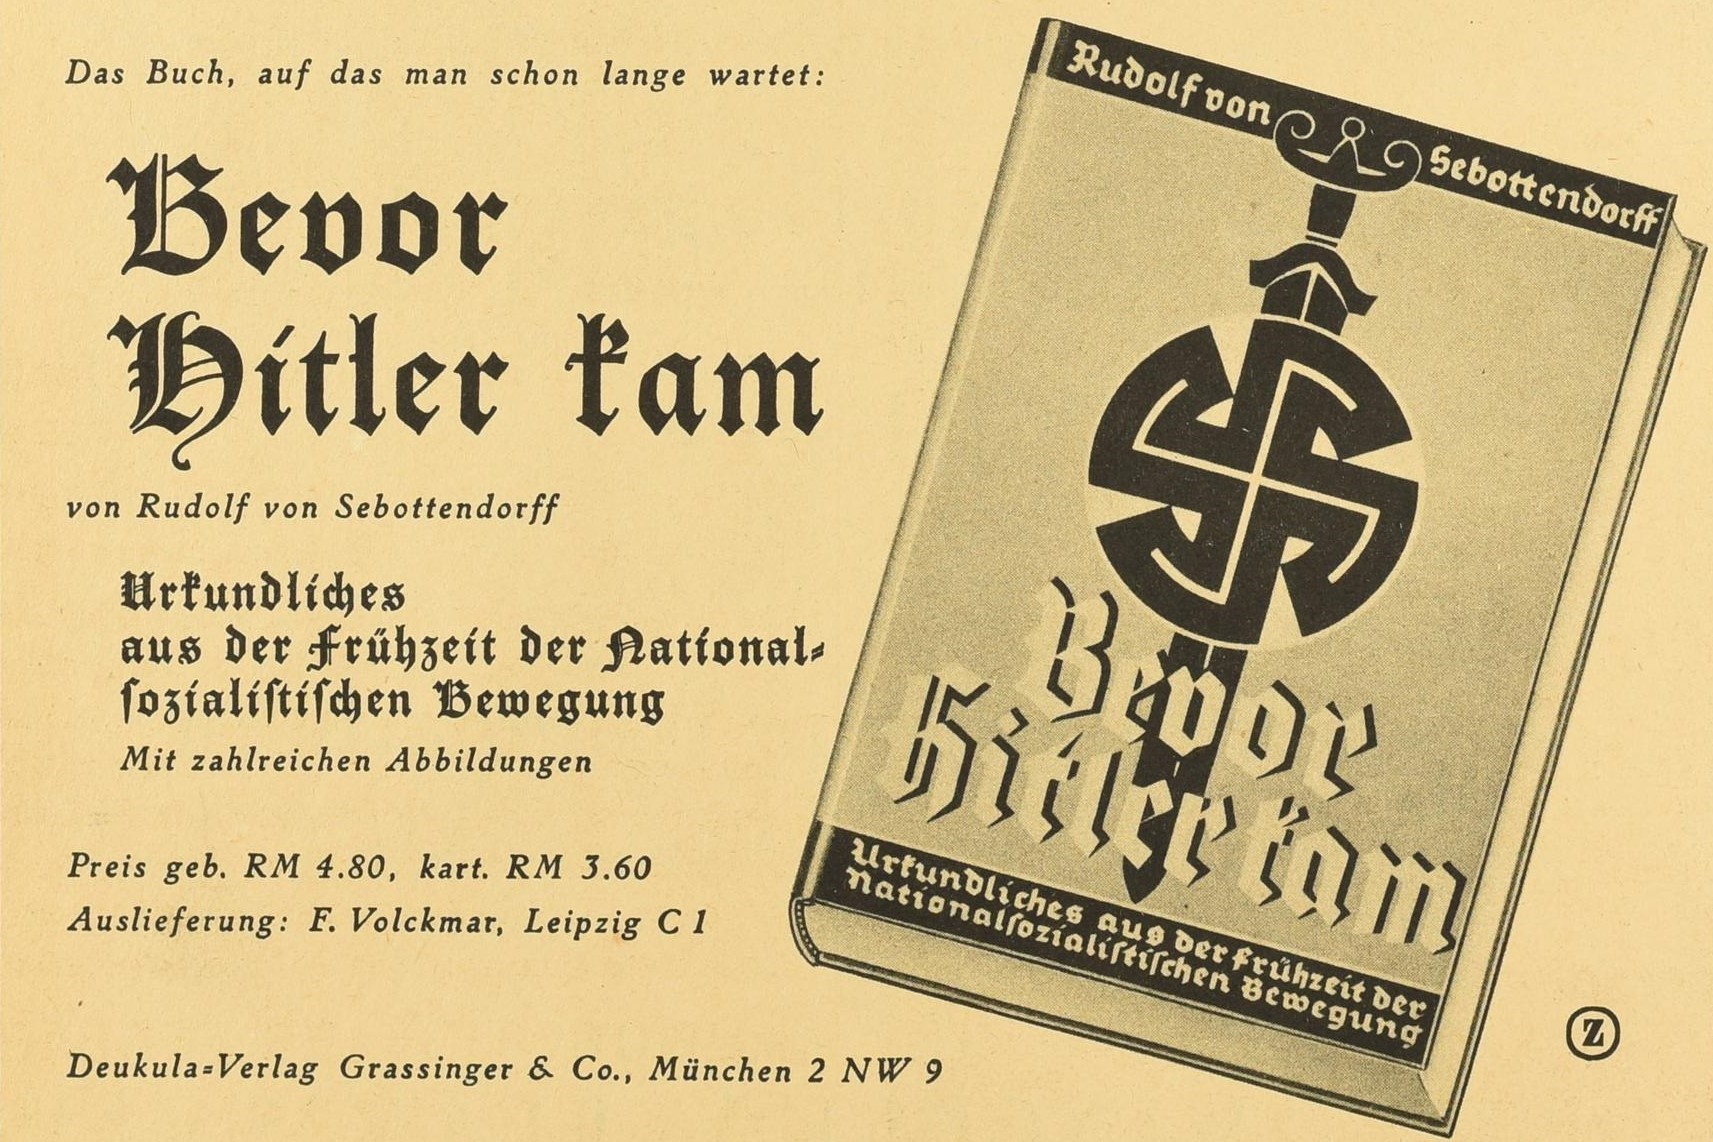 Das Buch, auf das man schon lange wartet:
Bevor
Hitler kam
von Rudolf von Sebottendorff
Urkundliches
aus der Frühzeit der National-
sozialistischen Bewegung
Mit zahlreichen Abbildungen
Preis geb. RM 4.80, kart. RM 3.60
Auslieferung: F. Volckmar, Leipzig C 1
Deukula-Verlag Grassinger & Co., München 2 NW 9
Rudolf von Sebottendorff
Bevor
Hitler kam
Urkundliches aus der Frühzeit der
Nationalsozialistischen Bewegung
Z